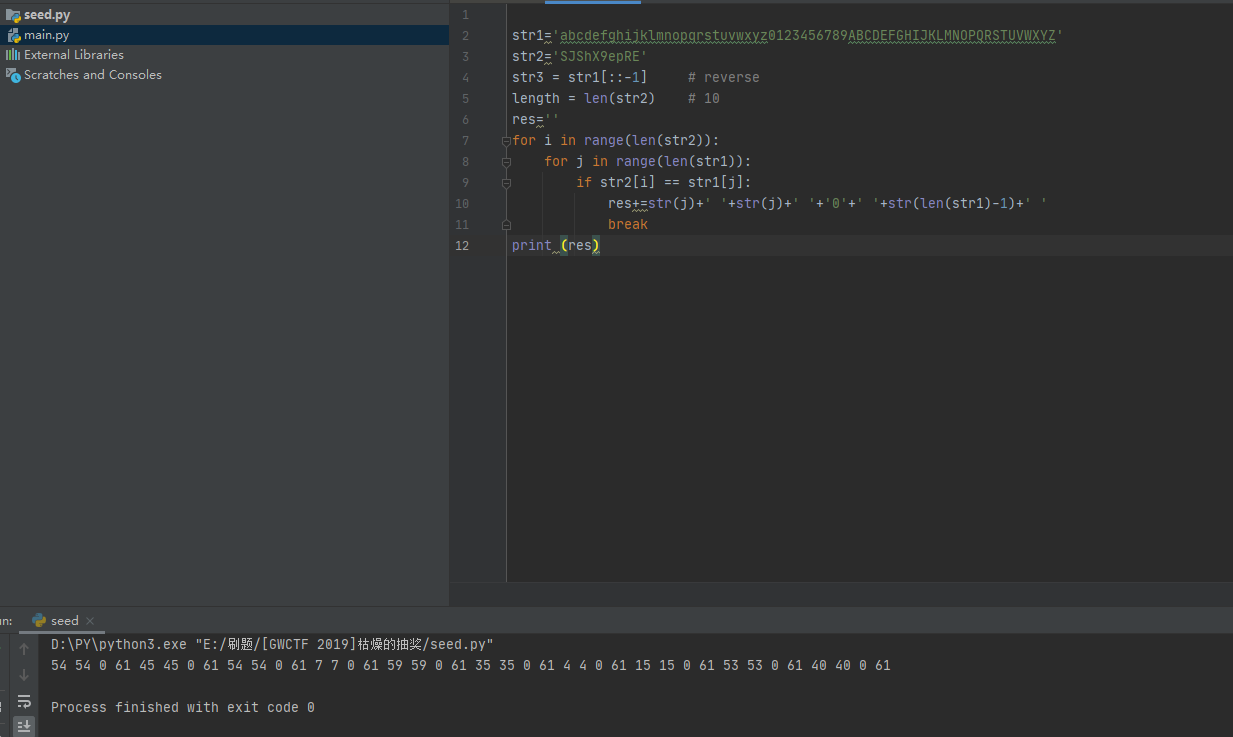 seed.py
main.py
External Libraries
Scratches and Consoles
1
2 str1='abcdefghijklmnopqrstuvwxyz0123456789ABCDEFGHIJKLMNOPQRSTUVWXYZ'
3 str2='SJShX9epRE'
4 str3 = str1[::-1]     # reverse
5 length = len(str2)    # 10
6 res=''
7 for i in range(len(str2)):
8     for j in range(len(str1)):
9         if str2[i] == str1[j]:
10             res+=str(j)+' '+str(j)+' '+'0'+' '+str(len(str1)-1)+' '
11             break
12 print (res)
un: seed
D:\PY\python3.exe "E:/刷题/[GWCTF 2019]枯燥的抽奖/seed.py"
54 54 0 61 45 45 0 61 54 54 0 61 7 7 0 61 59 59 0 61 35 35 0 61 4 4 0 61 15 15 0 61 53 53 0 61 40 40 0 61
Process finished with exit code 0